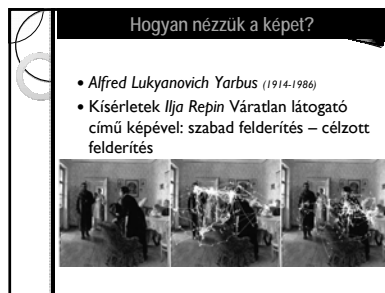 Hogyan nézzük a képet?
• Alfred Lukyanovich Yarbus (1914-1986)
• Kísérletek Ilja Repin Váratlan látogató
című képével: szabad felderítés – célzott
felderítés